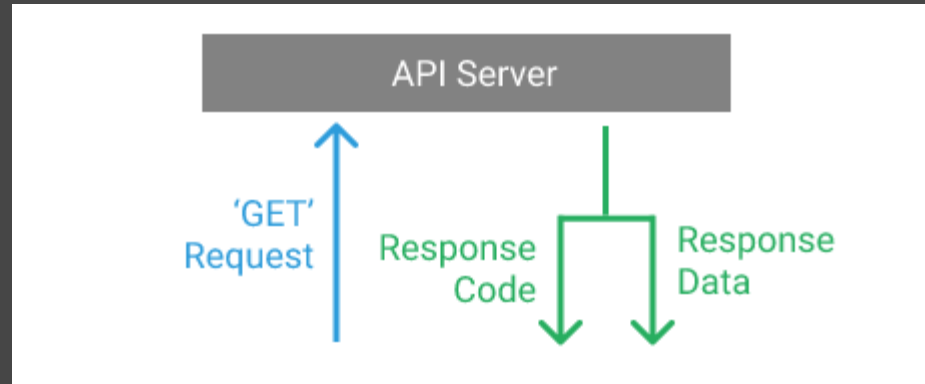 API Server
‘GET’
Request
Response
Code
Response
Data